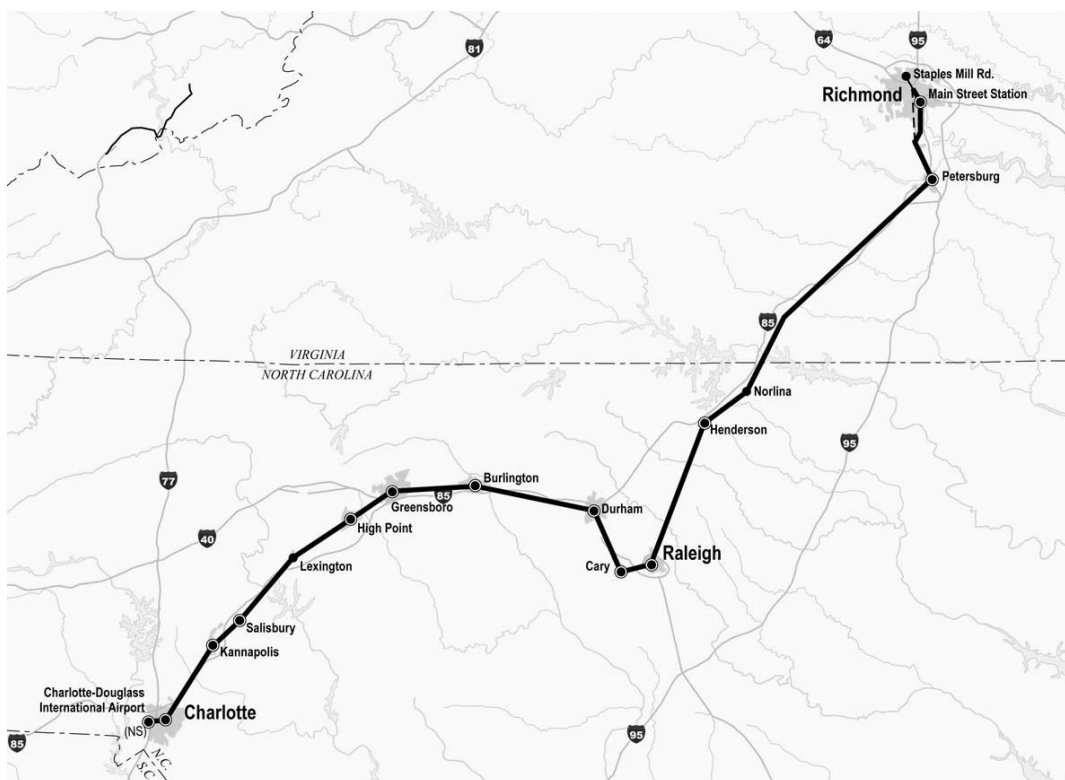 81
64
95
Staples Mill Rd.
Richmond
Main Street Station
Petersburg
85
VIRGINIA
NORTH CAROLINA
Norlina
Henderson
95
77
Burlington
85
Greensboro
Durham
High Point
40
Raleigh
Cary
Lexington
Salisbury
Kannapolis
Charlotte-Douglass
International Airport
Charlotte
(NS)
85
95
N.C.
S.C.